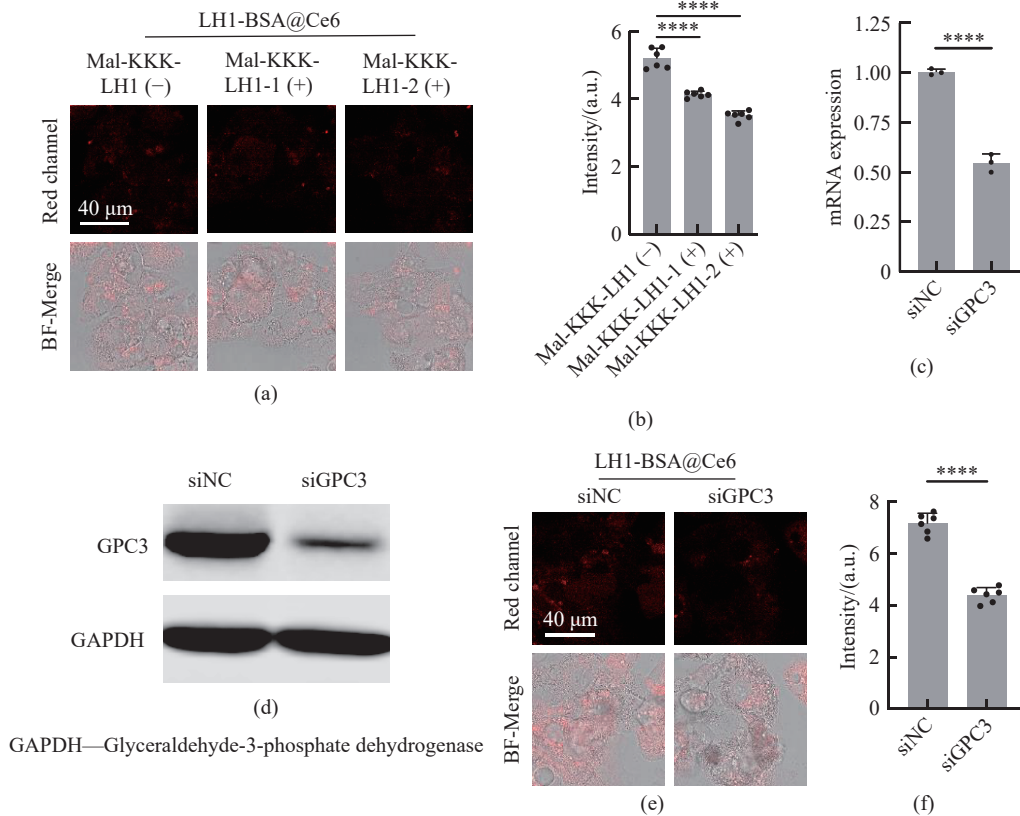 LH1-BSA@Ce6
Mal-KKK-
LH1 (−)
Mal-KKK-
LH1-1 (+)
Mal-KKK-
LH1-2 (+)
Red channel
40 μm
BF-Merge
(a)
****
****
6
4
2
0
Intensity/(a.u.)
Mal-KKK-LH1 (−)
Mal-KKK-LH1-1 (+)
Mal-KKK-LH1-2 (+)
(b)
1.25
1.00
0.75
0.50
0.25
0
mRNA expression
****
siNC
siGPC3
(c)
siNC
siGPC3
GPC3
GAPDH
(d)
GAPDH—Glyceraldehyde-3-phosphate dehydrogenase
LH1-BSA@Ce6
siNC
siGPC3
Red channel
40 μm
BF-Merge
(e)
****
8
6
4
2
0
Intensity/(a.u.)
siNC
siGPC3
(f)